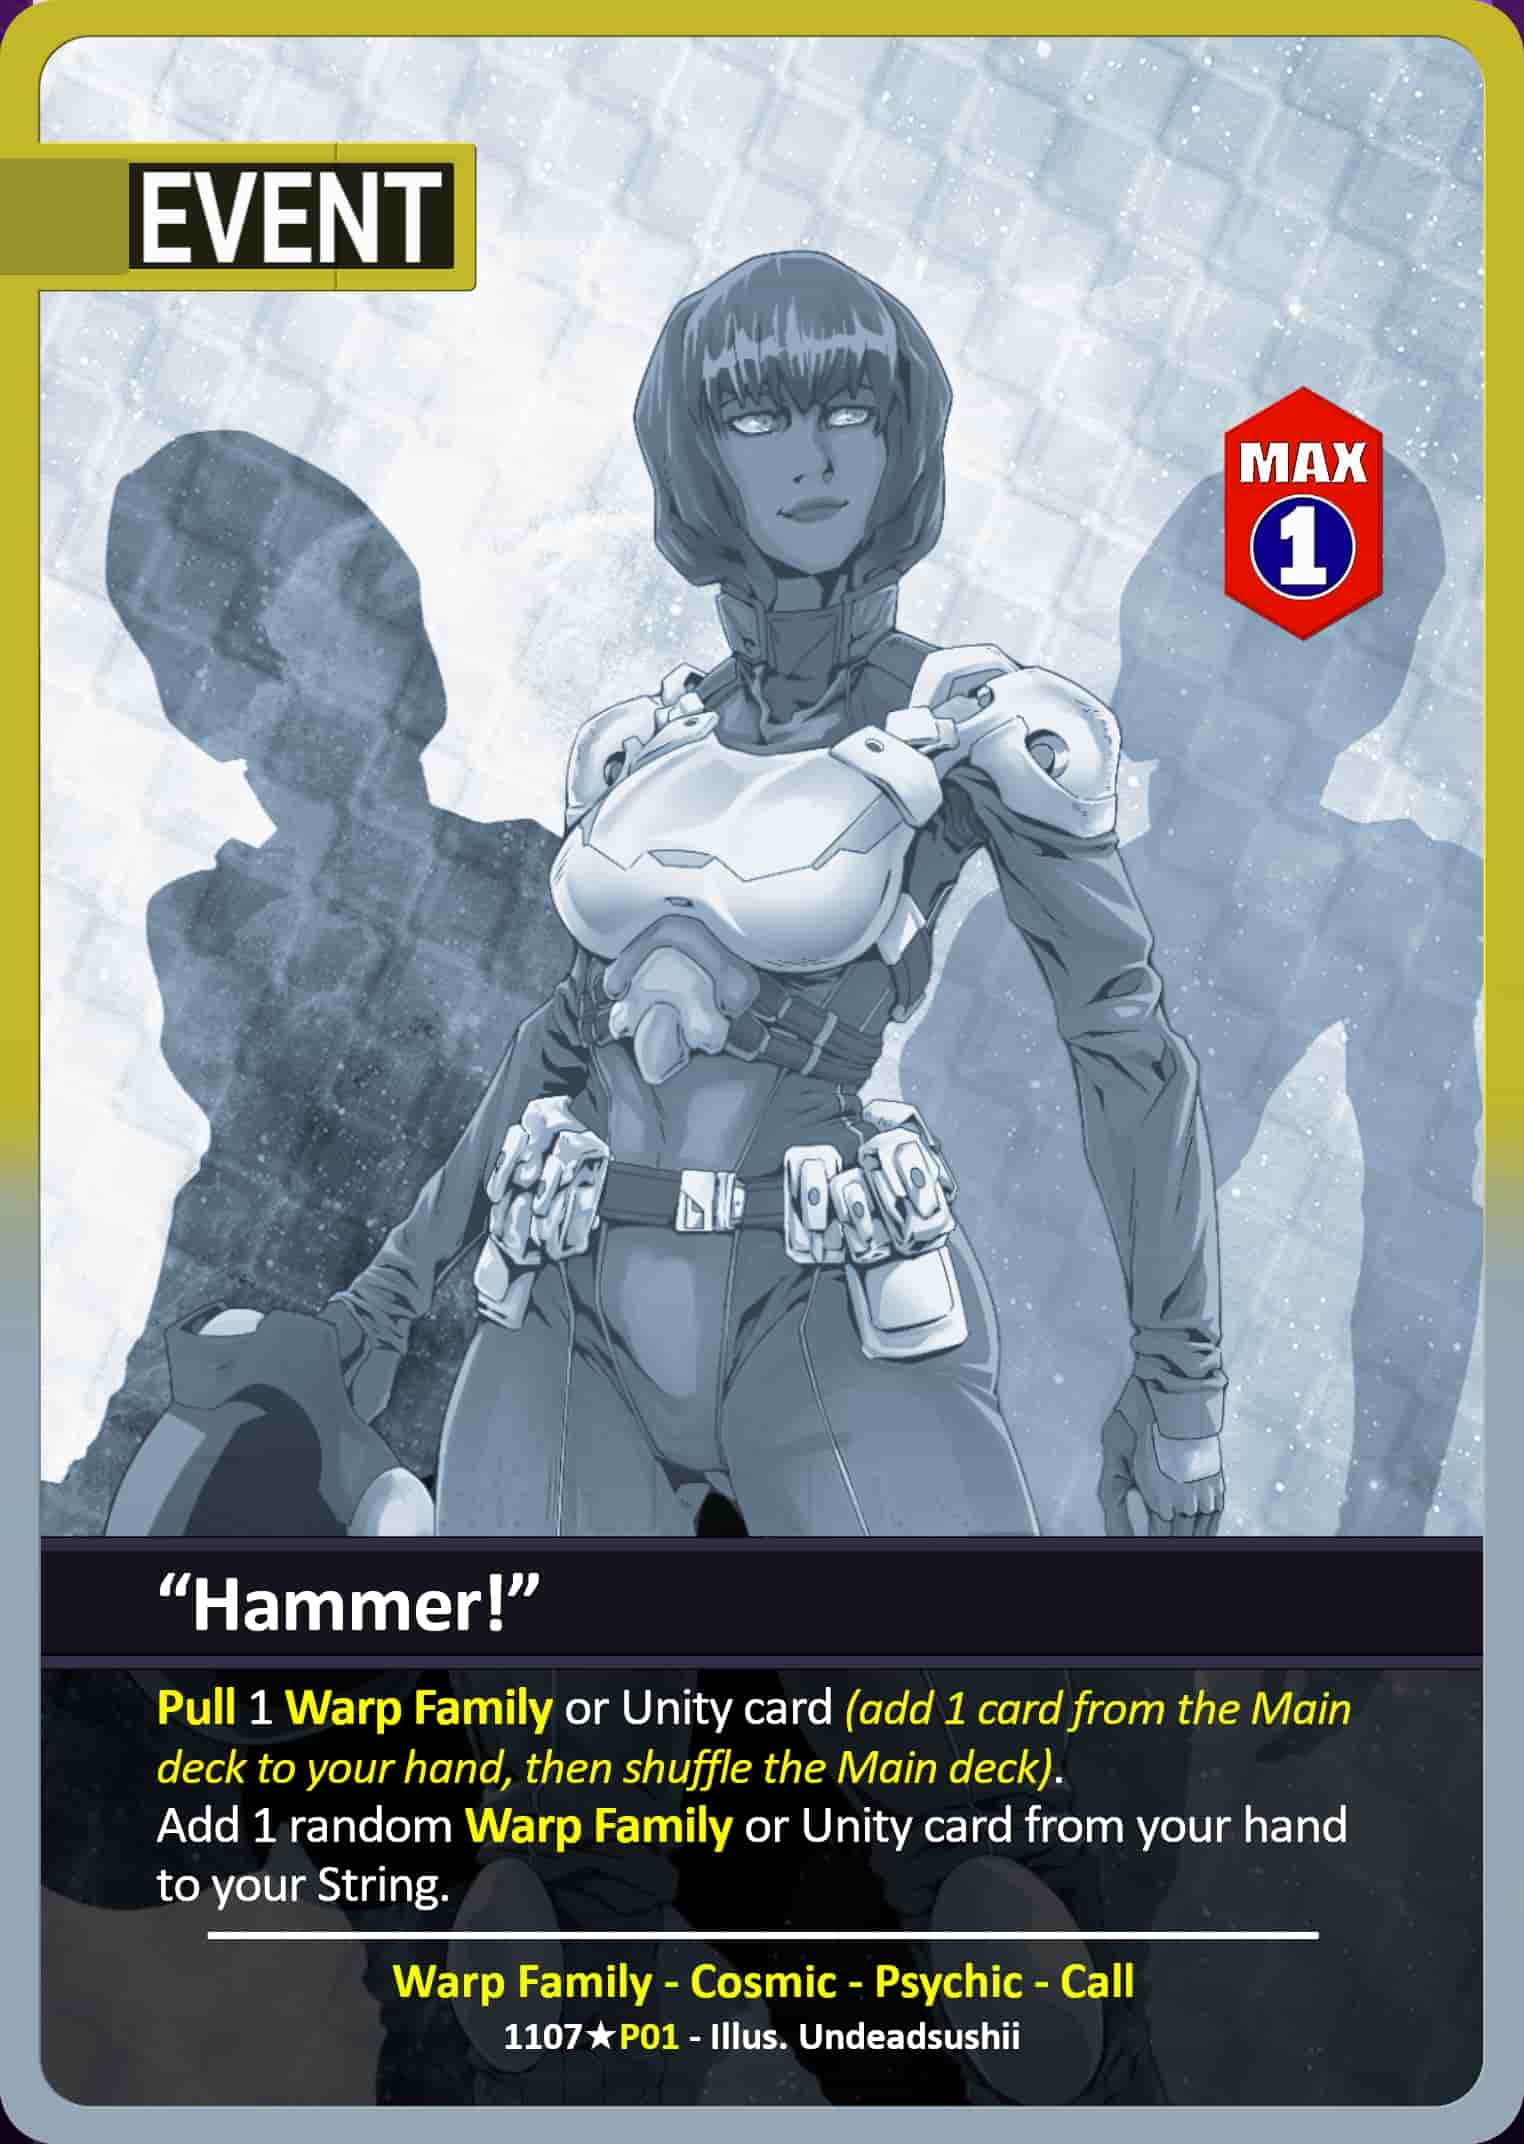 EVENT
MAX
1
“Hammer!”
Pull 1 Warp Family or Unity card (add 1 card from the Main
deck to your hand, then shuffle the Main deck).
Add 1 random Warp Family or Unity card from your hand
to your String.
Warp Family - Cosmic - Psychic - Call
1107★P01 - Illus. Undeadsushii